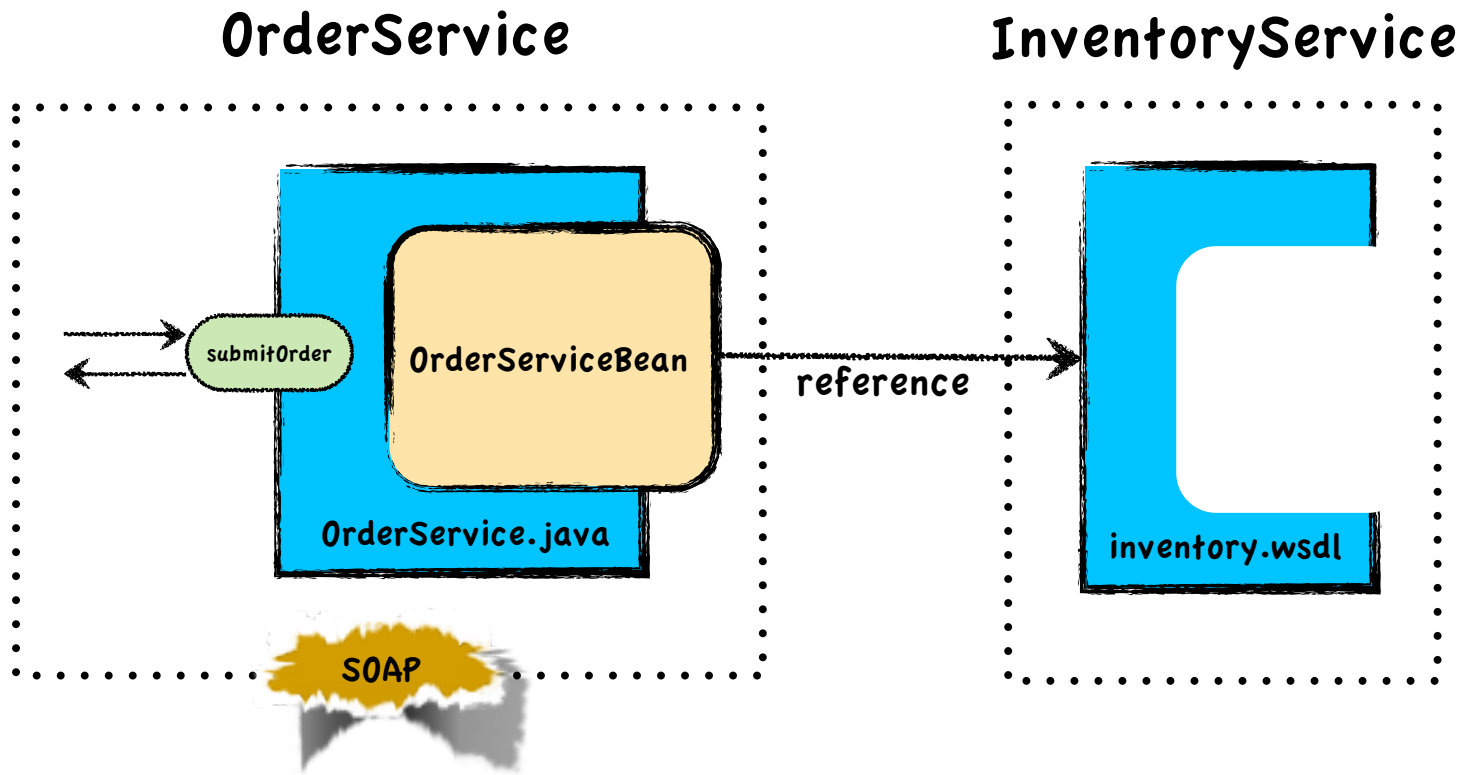 OrderService
InventoryService
submitOrder
OrderServiceBean
reference
OrderService.java
inventory.wsdl
SOAP